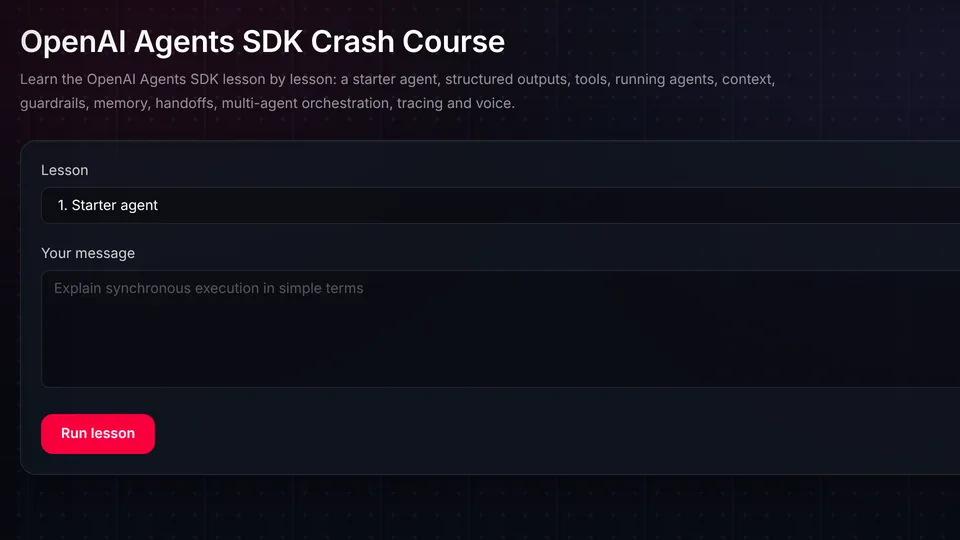 OpenAI Agents SDK Crash Course
Learn the OpenAI Agents SDK lesson by lesson: a starter agent, structured outputs, tools, running agents, context,
guardrails, memory, handoffs, multi-agent orchestration, tracing and voice.
Lesson
1. Starter agent
Your message
Explain synchronous execution in simple terms
Run lesson